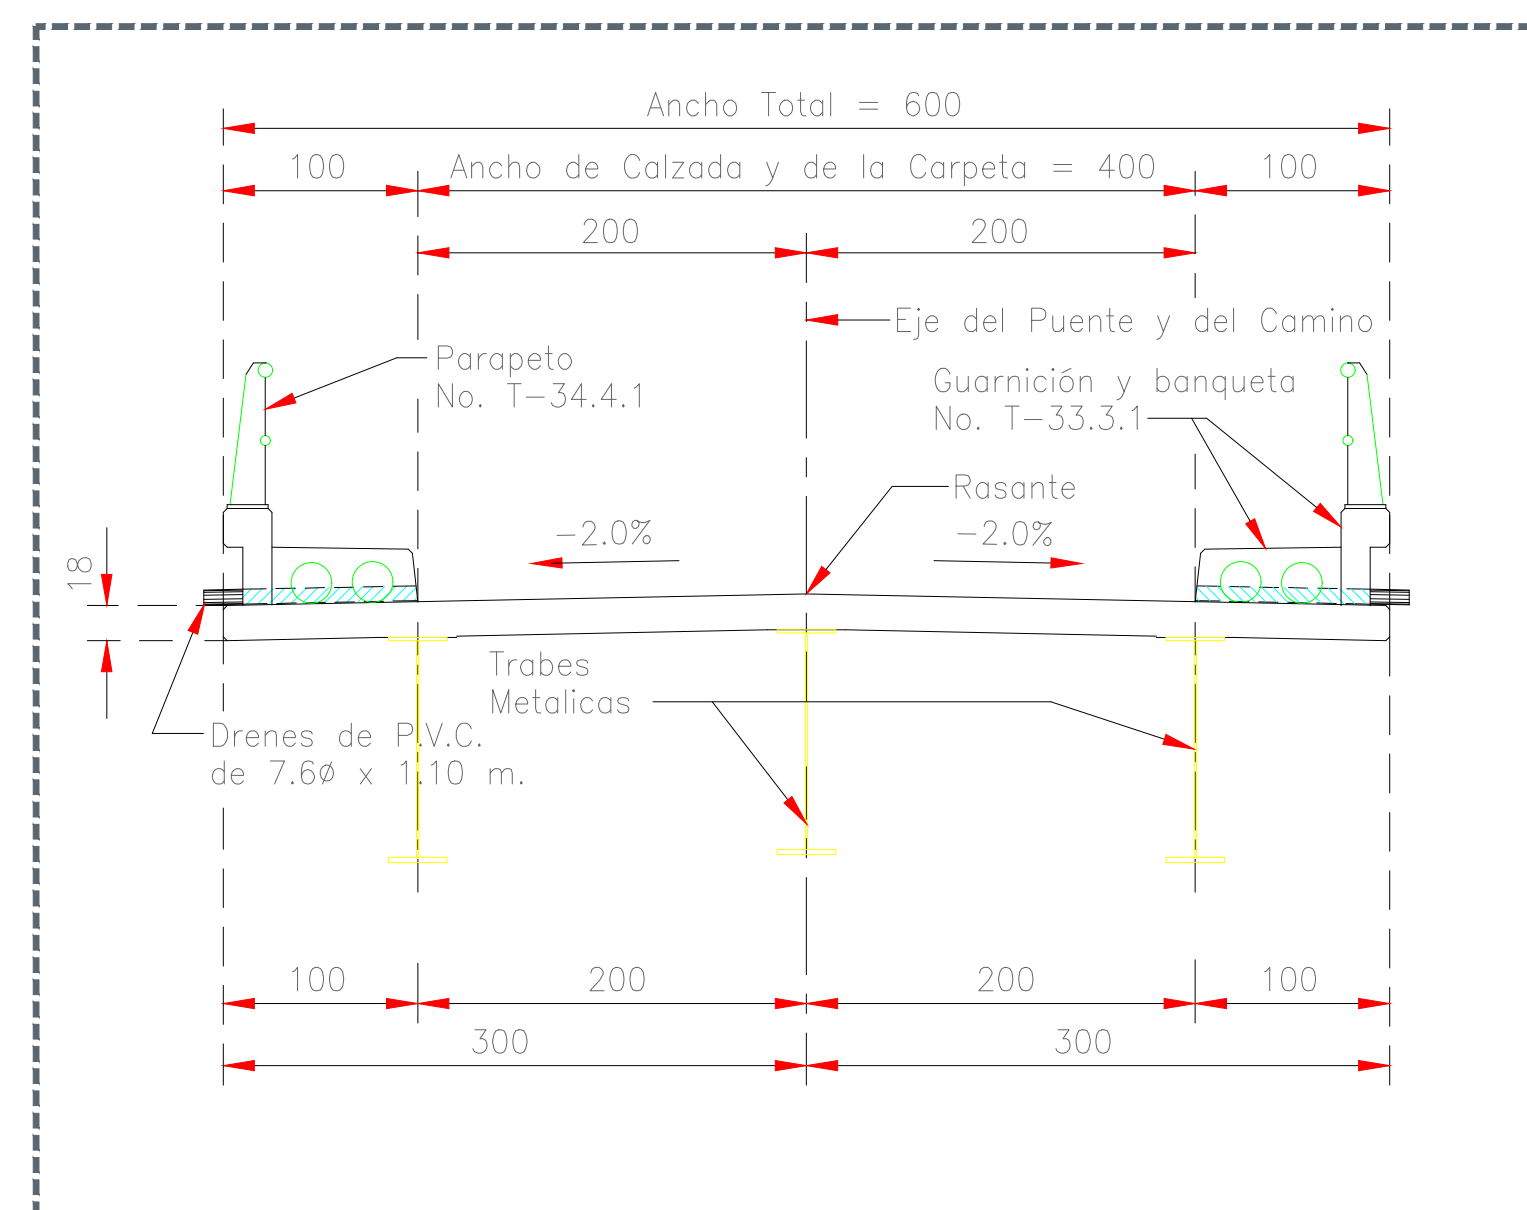 Ancho Total = 600
100
Ancho de Calzada y de la Carpeta = 400
100
200
200
Eje del Puente y del Camino
Parapeto
No. T-34.4.1
Guarnición y banqueta
No. T-33.3.1
Rasante
-2.0%
-2.0%
18
Trabes
Metalicas
Drenes de P.V.C.
de 7.6ø x 1.10 m.
100
200
200
100
300
300